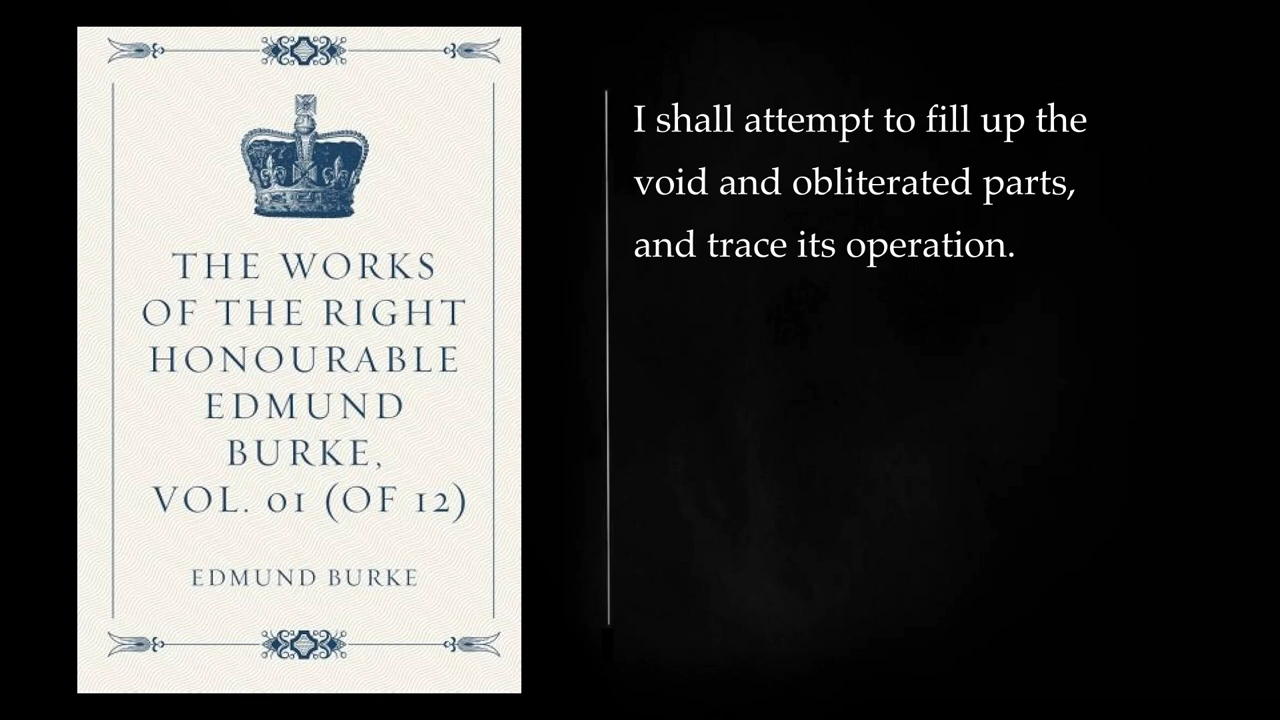 THE WORKS
OF THE RIGHT
HONOURABLE
EDMUND
BURKE,
VOL. 01 (OF 12)
EDMUND BURKE
I shall attempt to fill up the
void and obliterated parts,
and trace its operation.